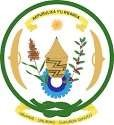 REPUBULIKA Y'U RWANDA
UBUMWE - UMURIMO - GUKUNDA IGIHUGU